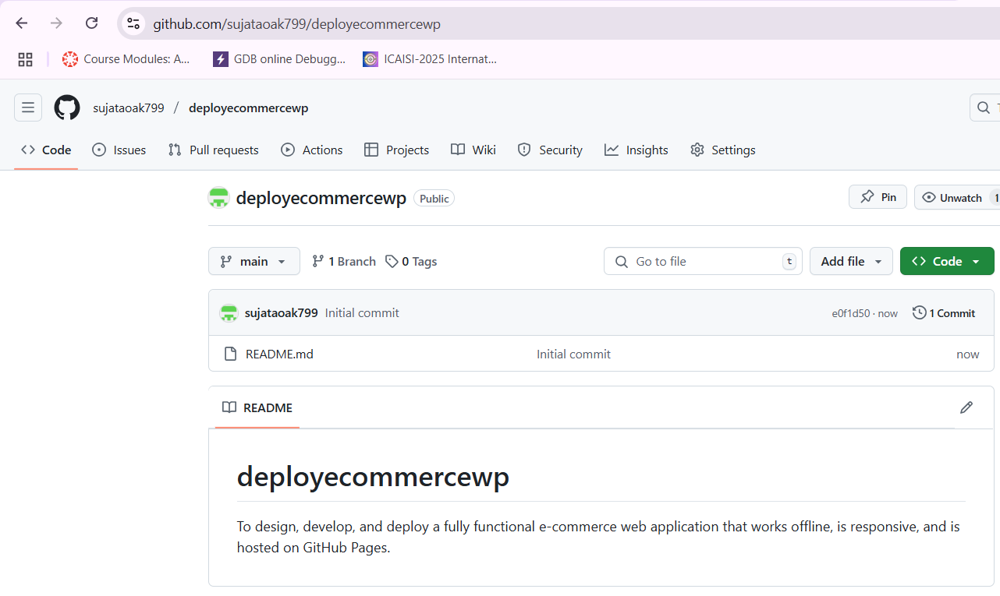 github.com/sujataoak799/deployecommercewp
Course Modules: A... GDB online Debugg... ICAISI-2025 Internat...
sujataoak799 / deployecommercewp
Code Issues Pull requests Actions Projects Wiki Security Insights Settings
deployecommercewp Public Pin Unwatch 1
main 1 Branch 0 Tags Go to file t Add file Code
sujataoak799 Initial commit e0f1d50 · now 1 Commit
README.md Initial commit now
README
deployecommercewp
To design, develop, and deploy a fully functional e-commerce web application that works offline, is responsive, and is
hosted on GitHub Pages.